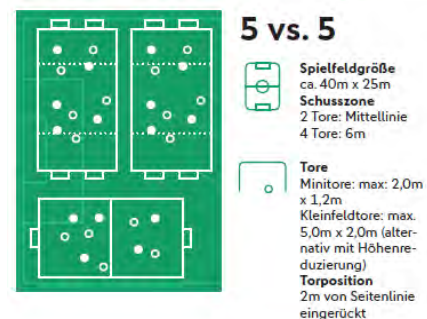 5 vs. 5
Spielfeldgröße
ca. 40m x 25m
Schusszone
2 Tore: Mittellinie
4 Tore: 6m
Tore
Minitore: max: 2,0m
x 1,2m
Kleinfeldtore: max.
5,0m x 2,0m (alter-
nativ mit Höhenre-
duzierung)
Torposition
2m von Seitenlinie
eingerückt